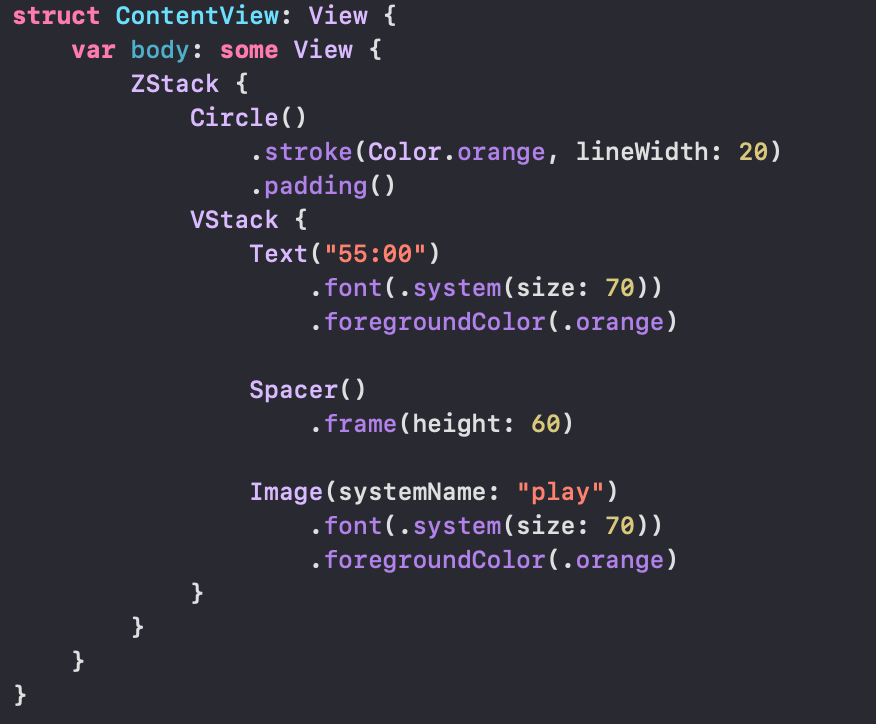 struct ContentView: View {
    var body: some View {
        ZStack {
            Circle()
                .stroke(Color.orange, lineWidth: 20)
                .padding()
            VStack {
                Text("55:00")
                    .font(.system(size: 70))
                    .foregroundColor(.orange)

                Spacer()
                    .frame(height: 60)

                Image(systemName: "play")
                    .font(.system(size: 70))
                    .foregroundColor(.orange)
            }
        }
    }
}